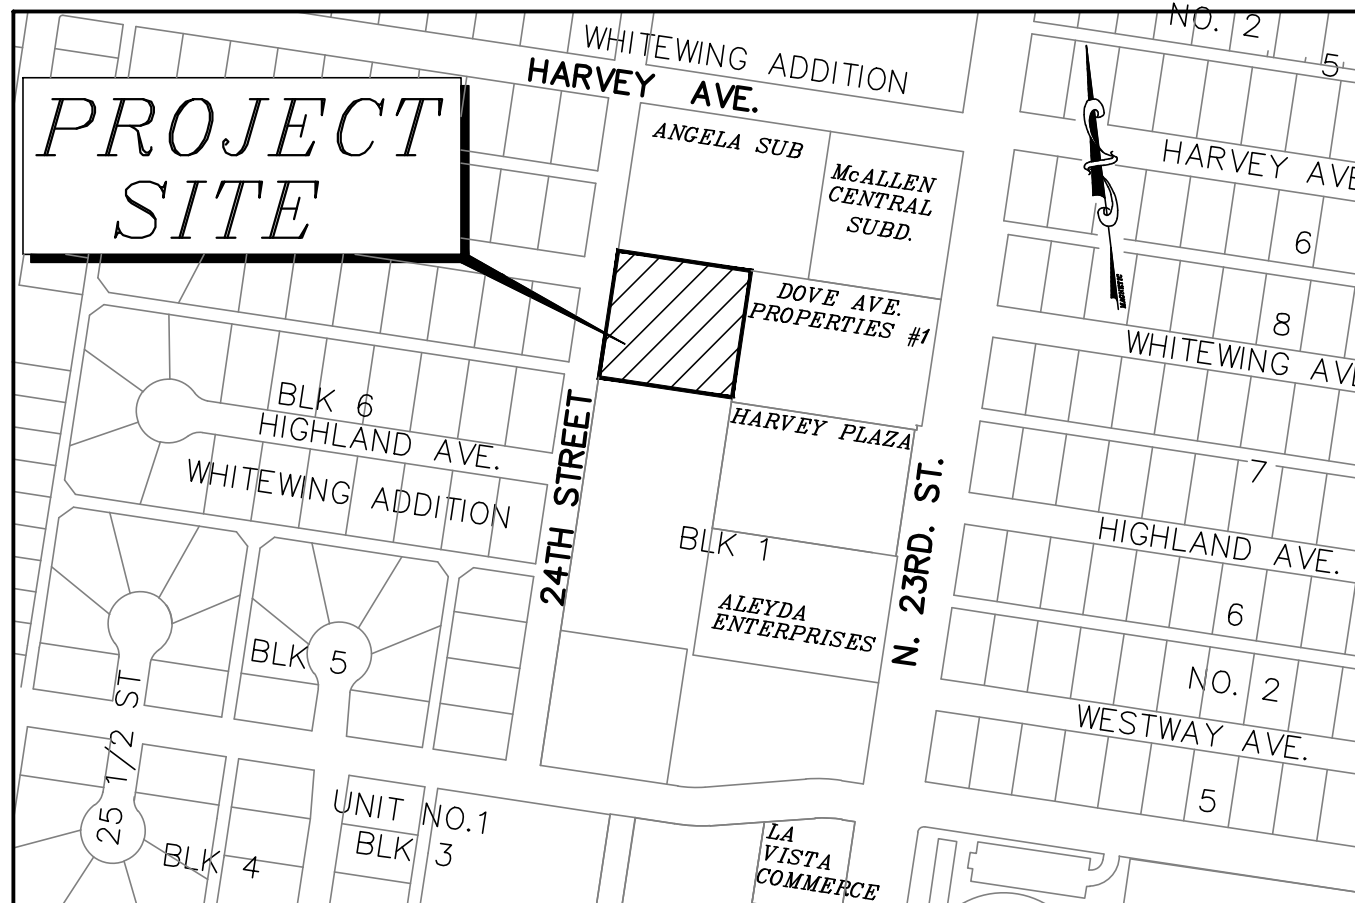 NO. 2
5
WHITEWING ADDITION
HARVEY AVE.
PROJECT
SITE
ANGELA SUB
McALLEN
CENTRAL
SUBD.
HARVEY AVE
6
DOVE AVE.
PROPERTIES #1
8
WHITEWING AVE
BLK 6
HIGHLAND AVE.
WHITEWING ADDITION
24TH STREET
HARVEY PLAZA
N. 23RD. ST.
7
HIGHLAND AVE.
BLK 1
ALEYDA
ENTERPRISES
6
BLK 5
25 1/2 ST
NO. 2
WESTWAY AVE.
5
UNIT NO.1
BLK 3
BLK 4
LA
VISTA
COMMERCE